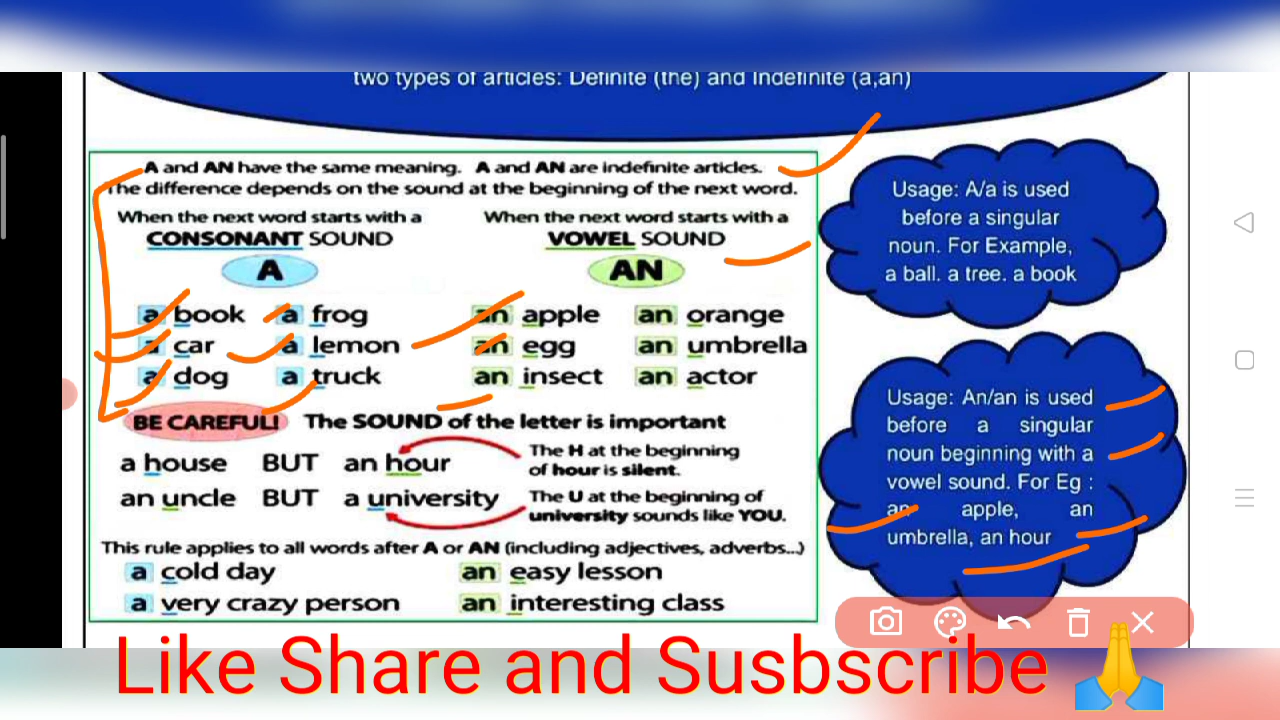 two types of articles: Definite (the) and Indefinite (a,an)
A and AN have the same meaning. A and AN are indefinite articles.
The difference depends on the sound at the beginning of the next word.
When the next word starts with a
CONSONANT SOUND
A
a book a frog
a car a lemon
a dog a truck
When the next word starts with a
VOWEL SOUND
AN
an apple an orange
an egg an umbrella
an insect an actor
BE CAREFUL! The SOUND of the letter is important
a house BUT an hour
The H at the beginning
of hour is silent.
an uncle BUT a university
The U at the beginning of
university sounds like YOU.
This rule applies to all words after A or AN (including adjectives, adverbs...)
a cold day an easy lesson
a very crazy person an interesting class
Usage: A/a is used
before a singular
noun. For Example,
a ball. a tree. a book
Usage: An/an is used
before a singular
noun beginning with a
vowel sound. For Eg :
an apple, an
umbrella, an hour
Like Share and Susbscribe 🙏